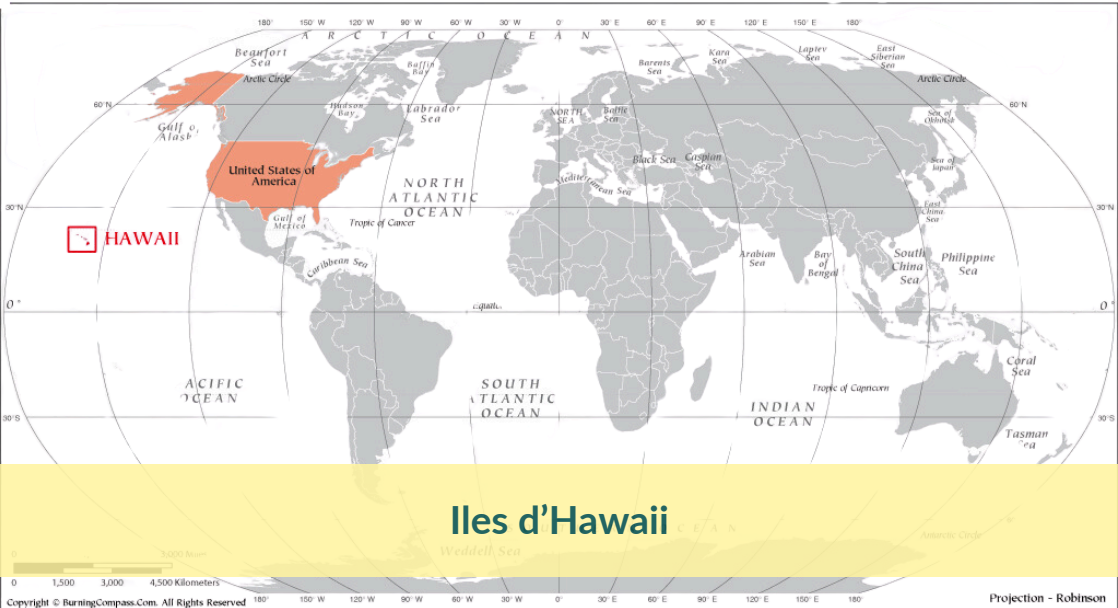 180° 150° W 120° W 90° W 60° W 30° W 0° 30° E 60° E 90° E 120° E 150° E 180°
ARCTIC OCEAN
Beaufort
Sea
Arctic Circle
Baffin
Bay
Barents
Sea
Kara
Sea
Laptev
Sea
East
Siberian
Sea
Arctic Circle
60°N
60°N
Gulf o,
Alask
Hudson
Bay
Labrador
Sea
NORTH
SEA
Baltic
Sea
Sea of
Okhotsk
United States of
America
NORTH
ATLANTIC
OCEAN
Black Sea
Caspian
Sea
Mediterranean Sea
Sea of
Japan
30°N
30°N
Gulf of
Mexico
Tropic of Cancer
East
China
Sea
HAWAII
Caribbean Sea
Arabian
Sea
Bay
of
Bengal
South
China
Sea
Philippine
Sea
0°
0°
ACIFIC
OCEAN
SOUTH
ATLANTIC
OCEAN
INDIAN
OCEAN
Tropic of Capricorn
Coral
Sea
30°S
30°S
Tasman
Iles d’Hawaii
Weddell Sea
Antarctic Circle
0
0 1,500 3,000 4,500 Kilometers
Copyright © BurningCompass.Com. All Rights Reserved
180° 150° W 120° W 90° W 60° W 30° W 0° 30° E 60° E 90° E 120° E 150° E 180°
Projection - Robinson